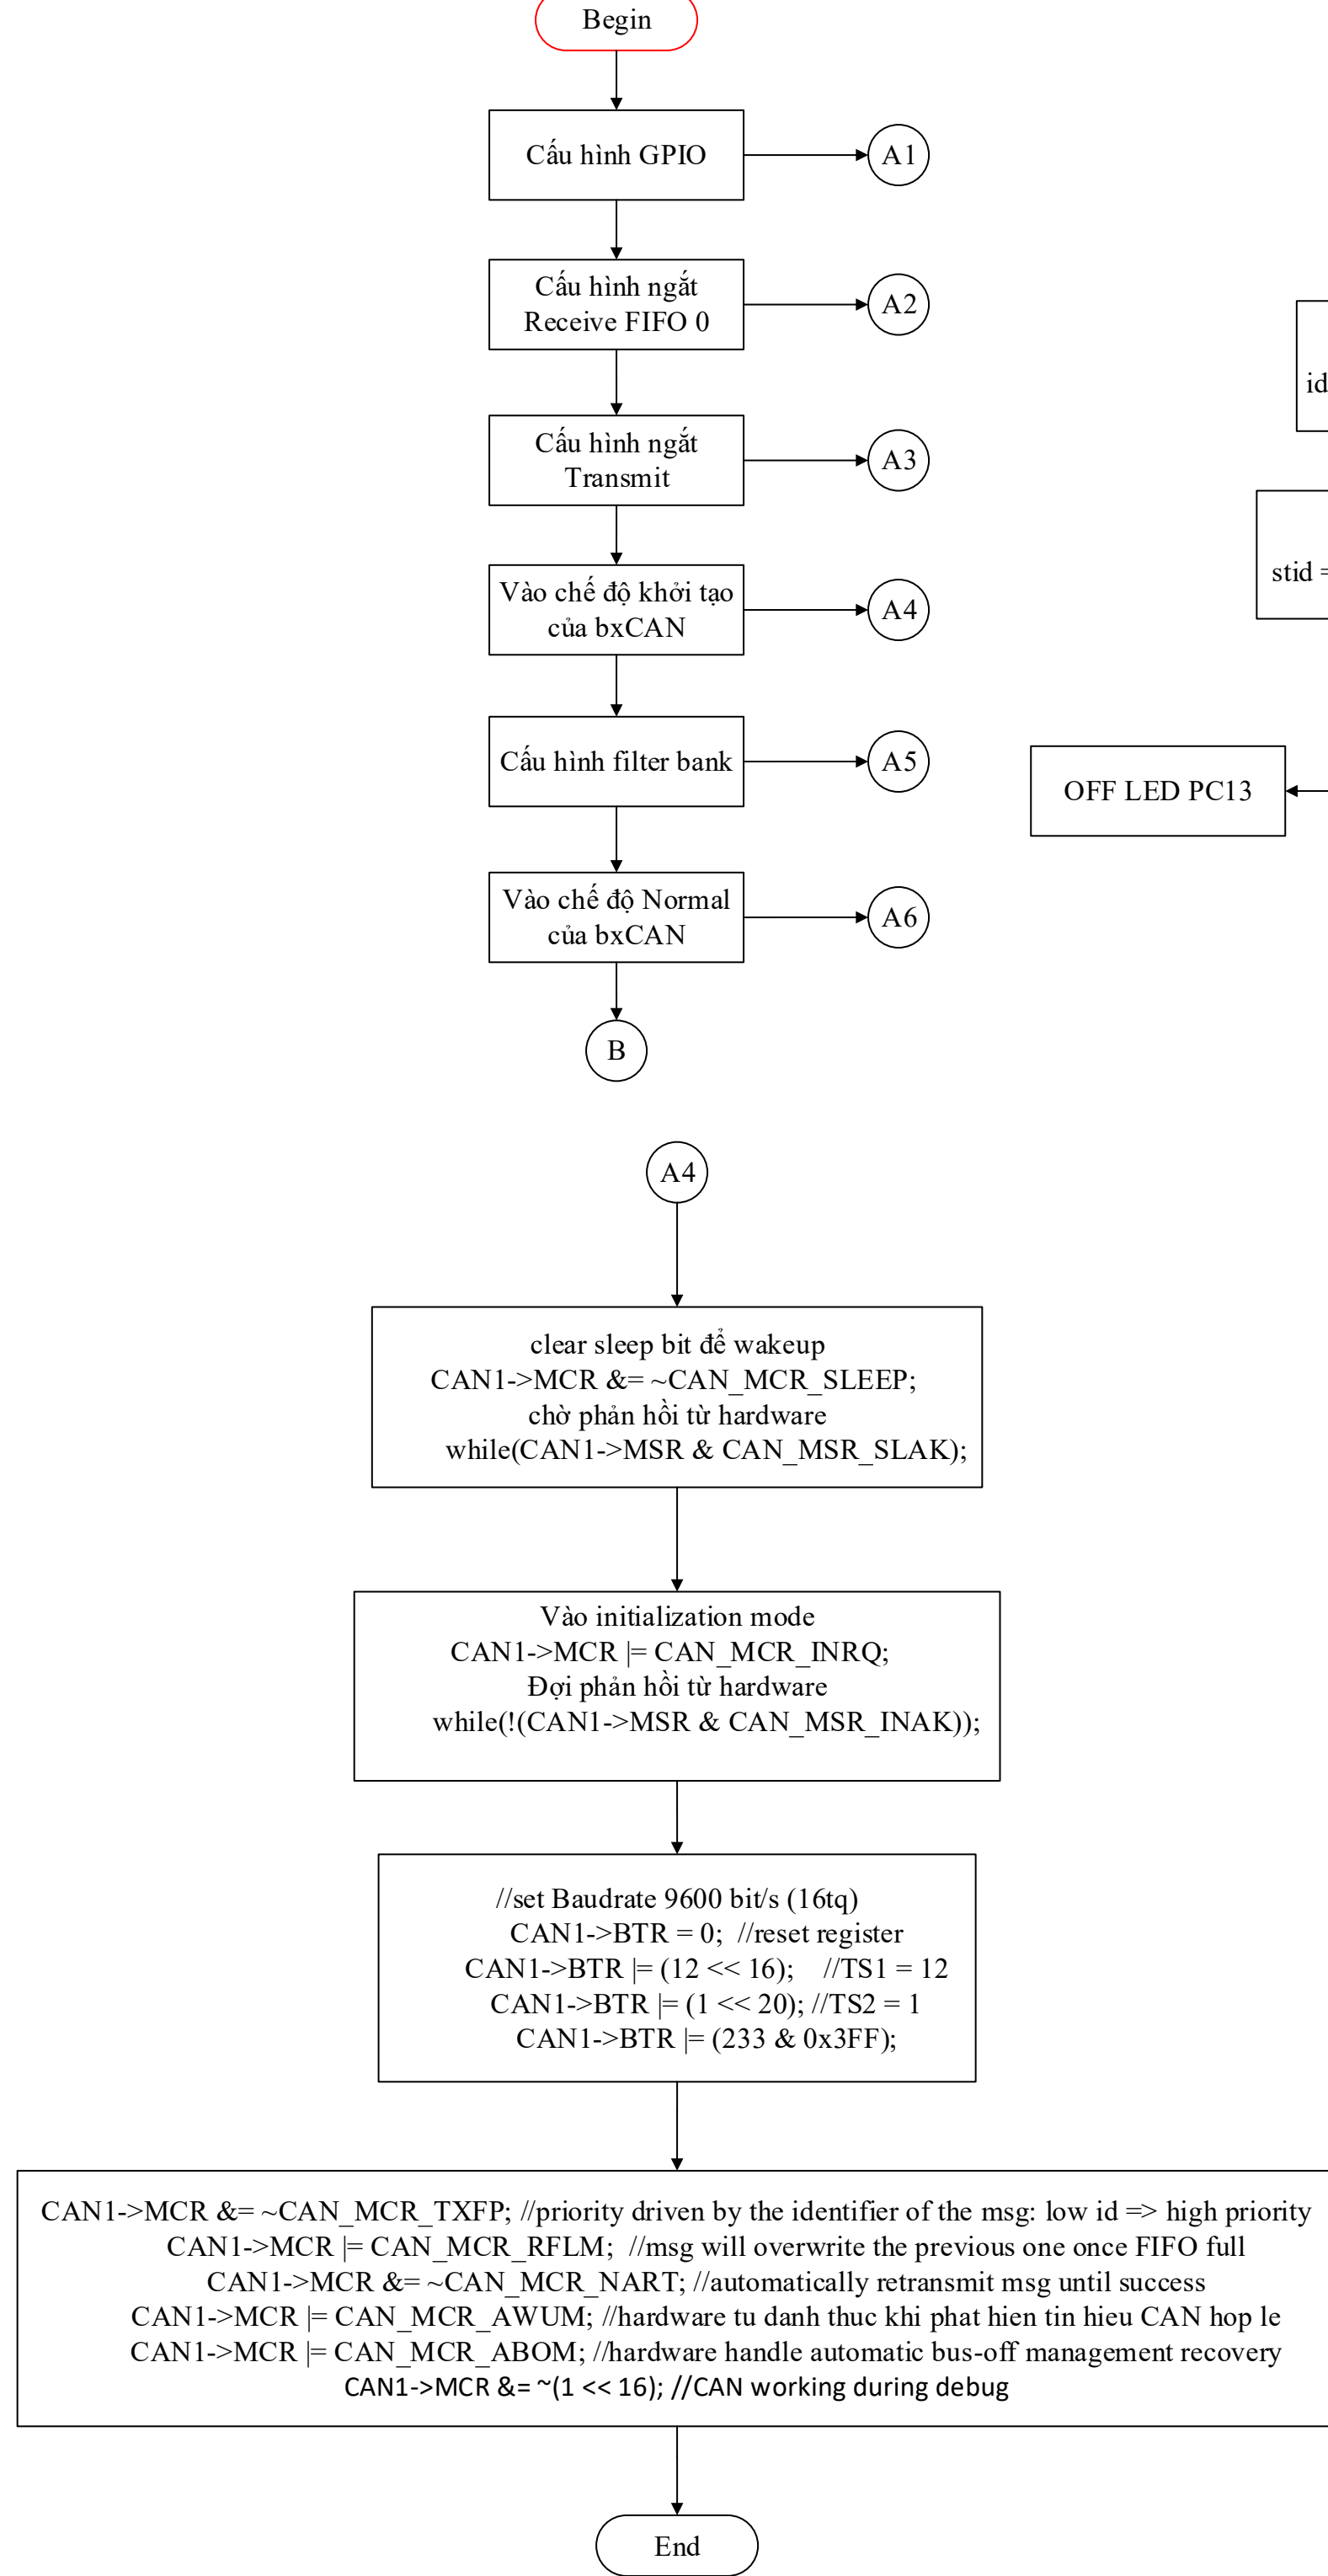 Begin
Cấu hình GPIO
A1
Cấu hình ngắt
Receive FIFO 0
A2
Cấu hình ngắt
Transmit
A3
Vào chế độ khởi tạo
của bxCAN
A4
Cấu hình filter bank
A5
Vào chế độ Normal
của bxCAN
A6
B
id
stid =
OFF LED PC13
A4
clear sleep bit để wakeup
CAN1->MCR &= ~CAN_MCR_SLEEP;
chờ phản hồi từ hardware
while(CAN1->MSR & CAN_MSR_SLAK);
Vào initialization mode
CAN1->MCR |= CAN_MCR_INRQ;
Đợi phản hồi từ hardware
while(!(CAN1->MSR & CAN_MSR_INAK));
//set Baudrate 9600 bit/s (16tq)
CAN1->BTR = 0; //reset register
CAN1->BTR |= (12 << 16); //TS1 = 12
CAN1->BTR |= (1 << 20); //TS2 = 1
CAN1->BTR |= (233 & 0x3FF);
CAN1->MCR &= ~CAN_MCR_TXFP; //priority driven by the identifier of the msg: low id => high priority
CAN1->MCR |= CAN_MCR_RFLM; //msg will overwrite the previous one once FIFO full
CAN1->MCR &= ~CAN_MCR_NART; //automatically retransmit msg until success
CAN1->MCR |= CAN_MCR_AWUM; //hardware tu danh thuc khi phat hien tin hieu CAN hop le
CAN1->MCR |= CAN_MCR_ABOM; //hardware handle automatic bus-off management recovery
CAN1->MCR &= ~(1 << 16); //CAN working during debug
End